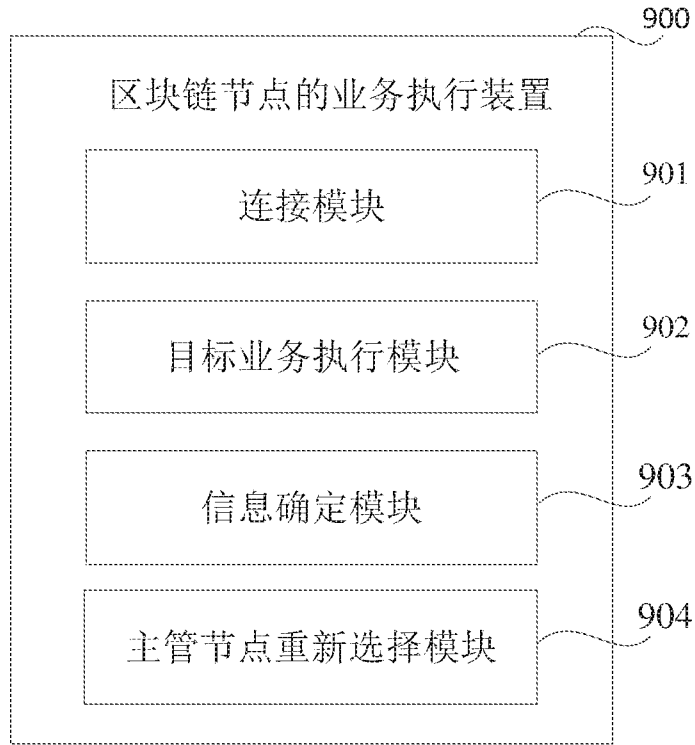 900
区块链节点的业务执行装置
连接模块
901
目标业务执行模块
902
信息确定模块
903
主管节点重新选择模块
904